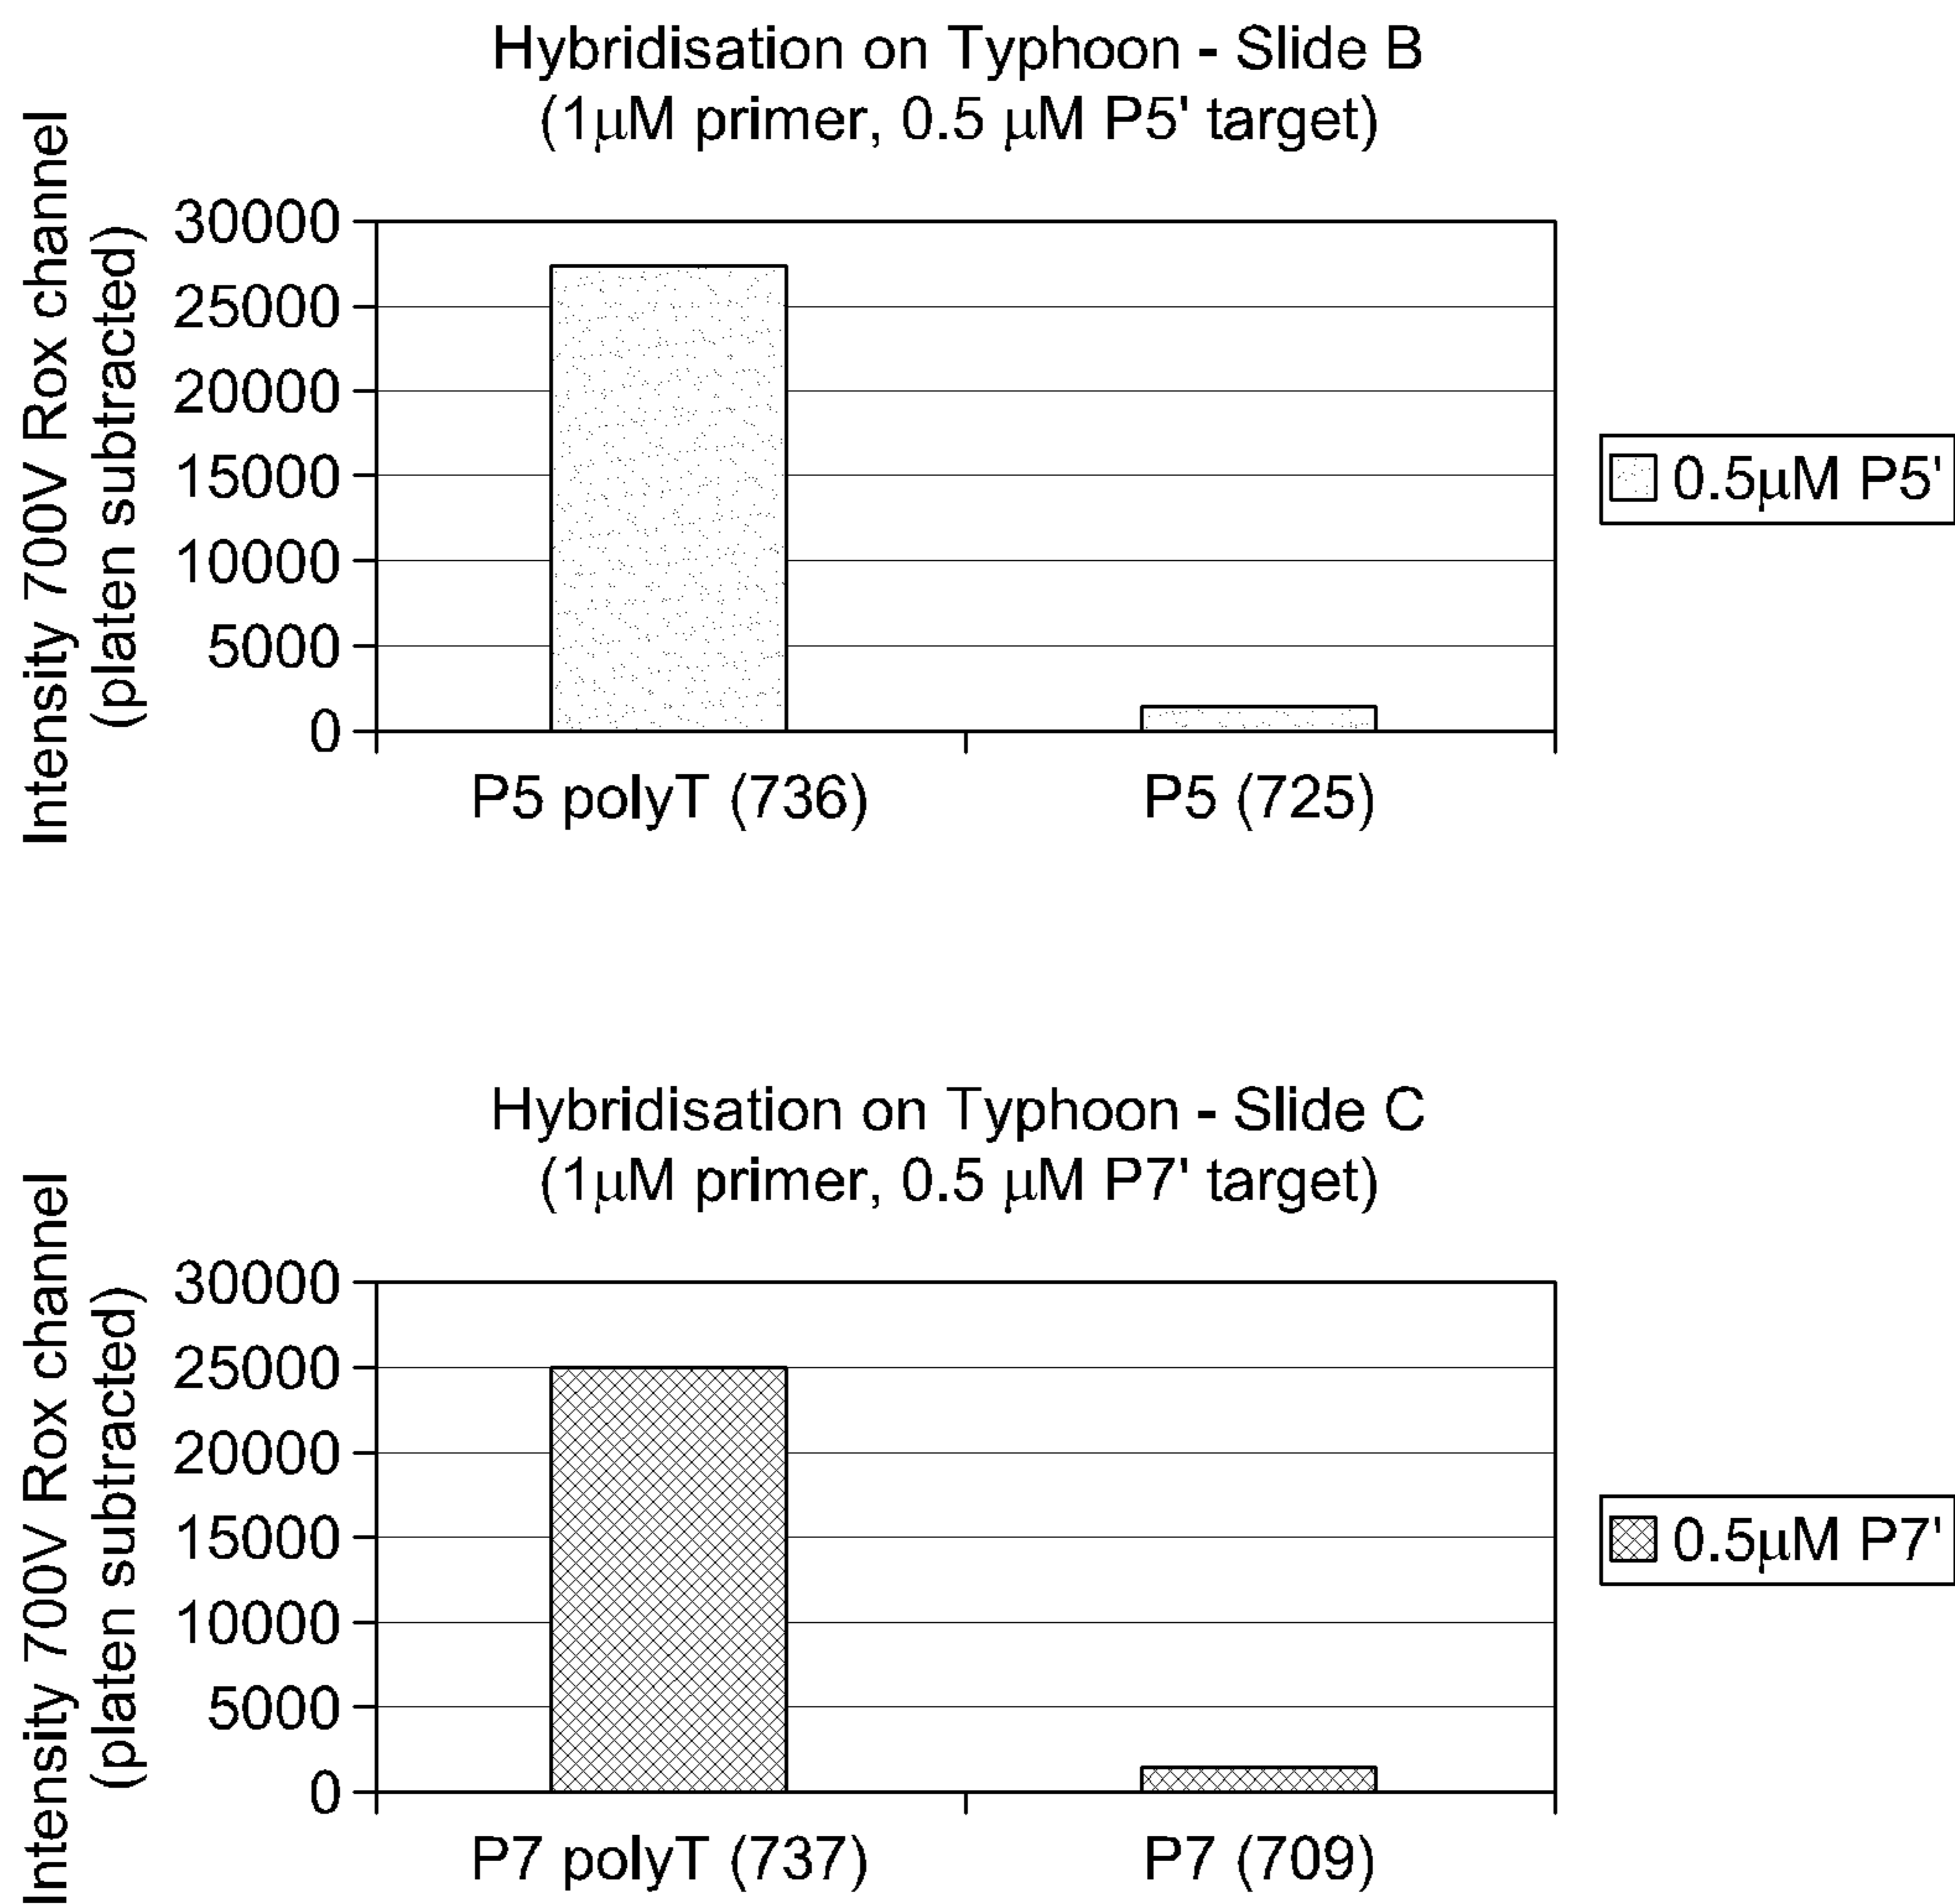 Hybridisation on Typhoon - Slide B
(1μM primer, 0.5 μM P5' target)
Intensity 700V Rox channel
(platen subtracted)
30000
25000
20000
15000
10000
5000
0
P5 polyT (736)
P5 (725)
0.5μM P5'
Hybridisation on Typhoon - Slide C
(1μM primer, 0.5 μM P7' target)
Intensity 700V Rox channel
(platen subtracted)
30000
25000
20000
15000
10000
5000
0
P7 polyT (737)
P7 (709)
0.5μM P7'